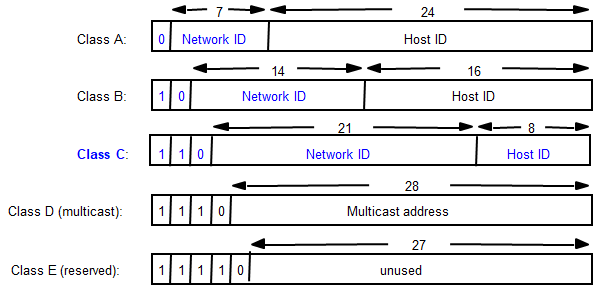 7 24
Class A: 0 Network ID Host ID
14 16
Class B: 1 0 Network ID Host ID
21 8
Class C: 1 1 0 Network ID Host ID
28
Class D (multicast): 1 1 1 0 Multicast address
27
Class E (reserved): 1 1 1 1 0 unused